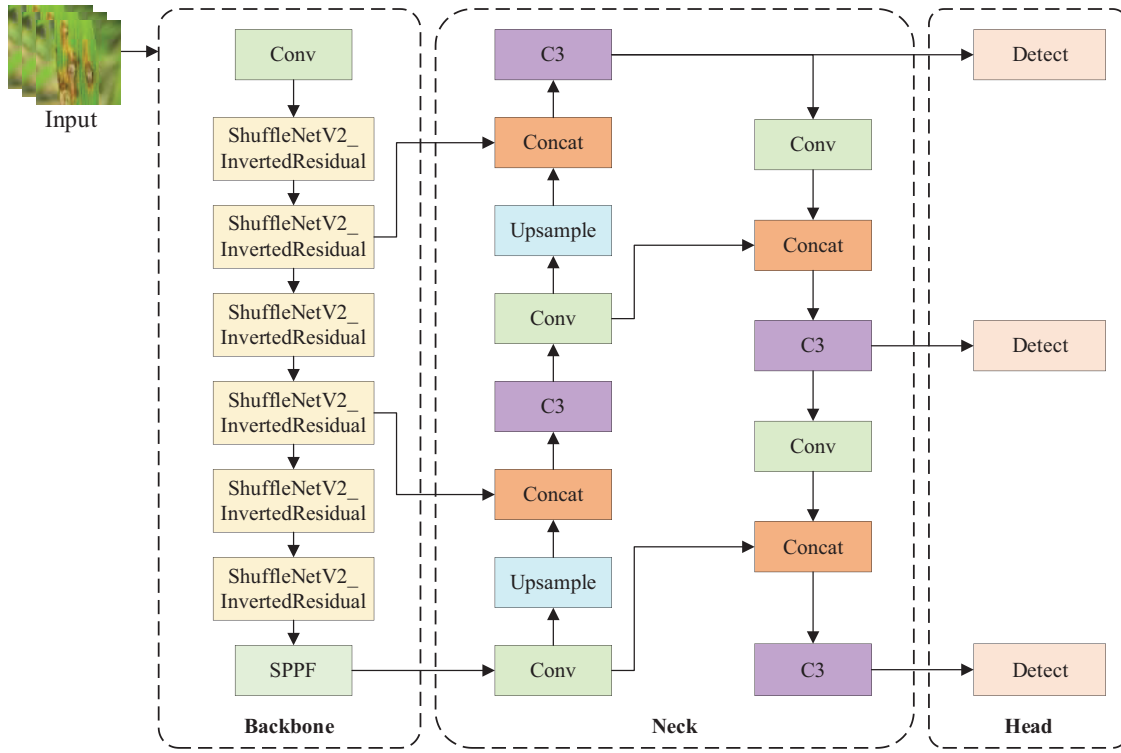 Input
Conv
ShuffleNetV2_
InvertedResidual
ShuffleNetV2_
InvertedResidual
ShuffleNetV2_
InvertedResidual
ShuffleNetV2_
InvertedResidual
ShuffleNetV2_
InvertedResidual
ShuffleNetV2_
InvertedResidual
SPPF
Backbone
C3
Concat
Upsample
Conv
C3
Concat
Upsample
Conv
Conv
Concat
C3
Conv
Concat
C3
Neck
Detect
Detect
Detect
Head